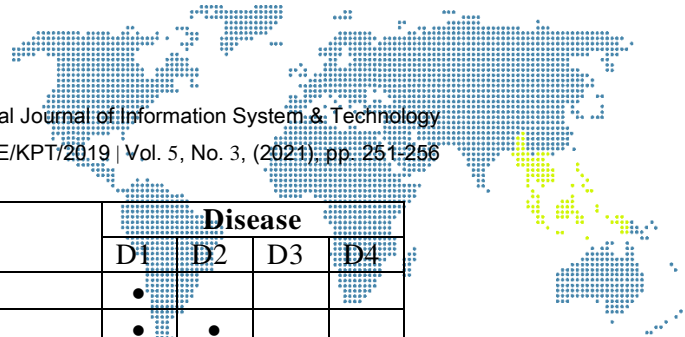 al Journal of Information System & Technology
E/KPT/2019 | Vol. 5, No. 3, (2021), pp. 251-256
Disease
D1 D2 D3 D4
•
• •